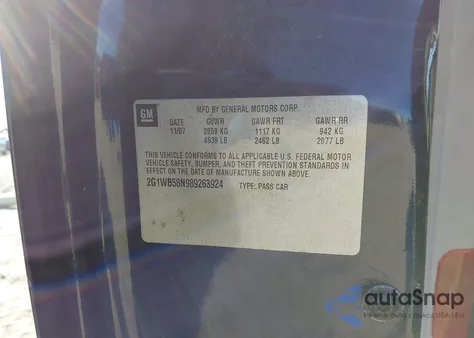 GM
MFD BY GENERAL MOTORS CORP.
DATE GVWR GAWR FRT GAWR RR
11/07 2059 KG 1117 KG 942 KG
4539 LB 2462 LB 2077 LB
THIS VEHICLE CONFORMS TO ALL APPLICABLE U.S. FEDERAL MOTOR
VEHICLE SAFETY, BUMPER, AND THEFT PREVENTION STANDARDS IN
EFFECT ON THE DATE OF MANUFACTURE SHOWN ABOVE.
2G1WB58N989263924 TYPE: PASS CAR
autoSnap